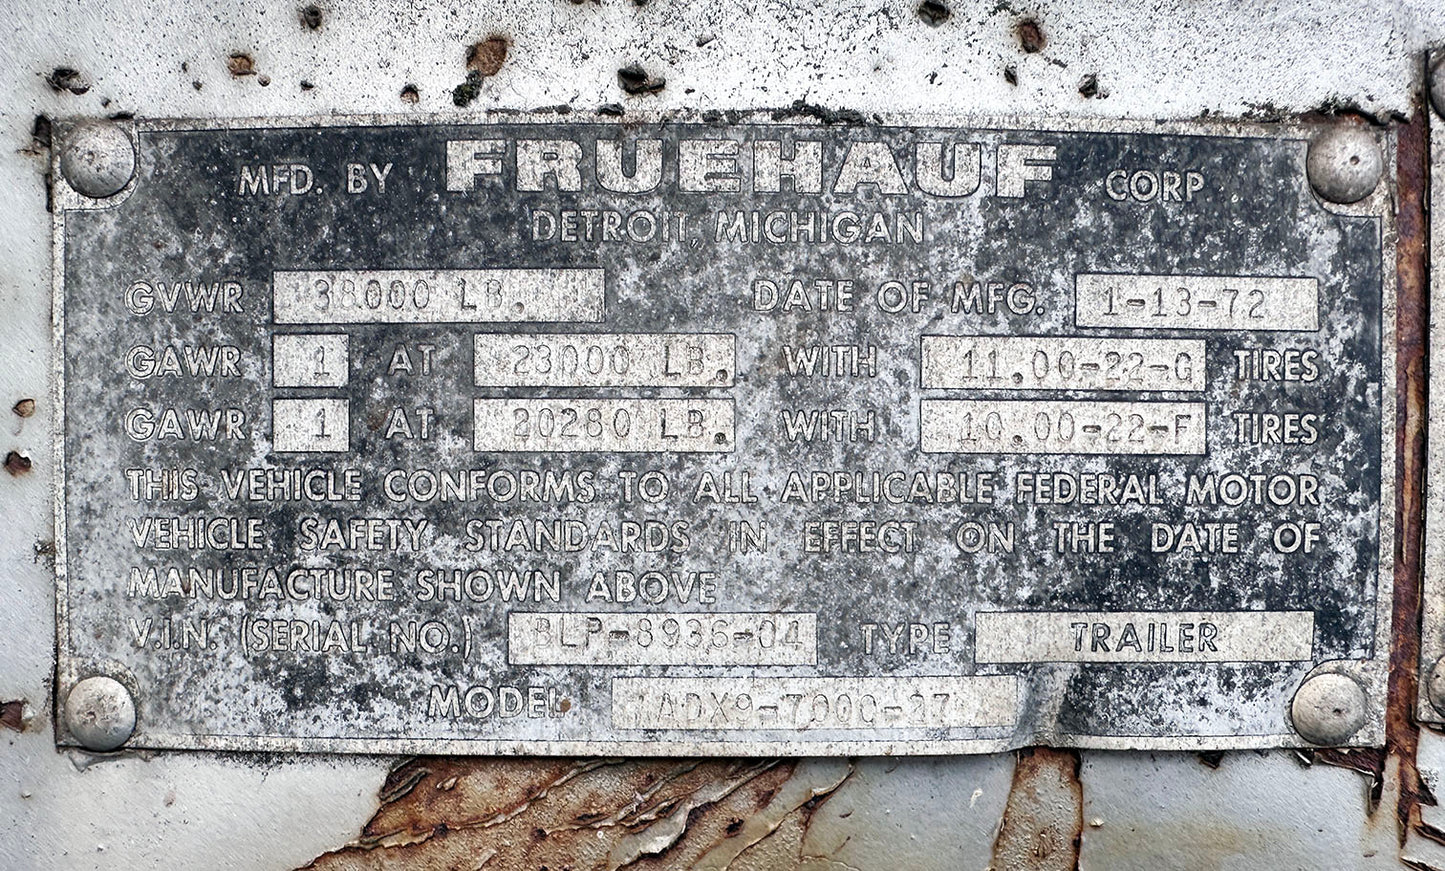 MFD. BY FRUEHAUF CORP
DETROIT, MICHIGAN
GVWR 38000 LB. DATE OF MFG. 1-13-72
GAWR 1 AT 23000 LB. WITH 11.00-22-G TIRES
GAWR 1 AT 20280 LB. WITH 10.00-22-F TIRES
THIS VEHICLE CONFORMS TO ALL APPLICABLE FEDERAL MOTOR
VEHICLE SAFETY STANDARDS IN EFFECT ON THE DATE OF
MANUFACTURE SHOWN ABOVE
V.I.N. (SERIAL NO.) BLP-8936-04 TYPE TRAILER
MODEL ADX9-7000-27